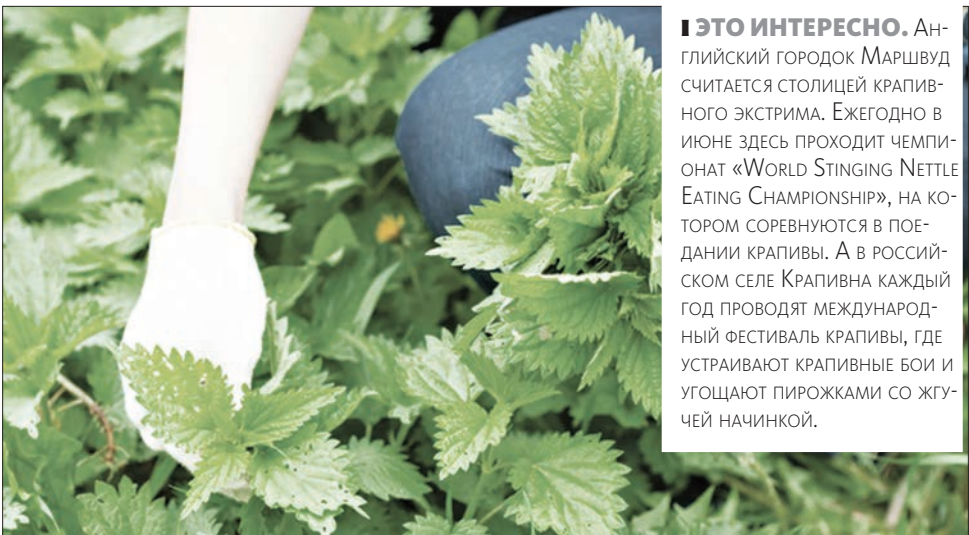 ЭТО ИНТЕРЕСНО. АН-
ГЛИЙСКИЙ ГОРОДОК МАРШВУД
СЧИТАЕТСЯ СТОЛИЦЕЙ КРАПИВ-
НОГО ЭКСТРИМА. ЕЖЕГОДНО В
ИЮНЕ ЗДЕСЬ ПРОХОДИТ ЧЕМПИ-
ОНАТ «WORLD STINGING NETTLE
EATING CHAMPIONSHIP», НА КО-
ТОРОМ СОРЕВНУЮТСЯ В ПОЕ-
ДАНИИ КРАПИВЫ. А В РОССИЙ-
СКОМ СЕЛЕ КРАПИВНА КАЖДЫЙ
ГОД ПРОВОДЯТ МЕЖДУНАРОД-
НЫЙ ФЕСТИВАЛЬ КРАПИВЫ, ГДЕ
УСТРАИВАЮТ КРАПИВНЫЕ БОИ И
УГОЩАЮТ ПИРОЖКАМИ СО ЖГУ-
ЧЕЙ НАЧИНКОЙ.